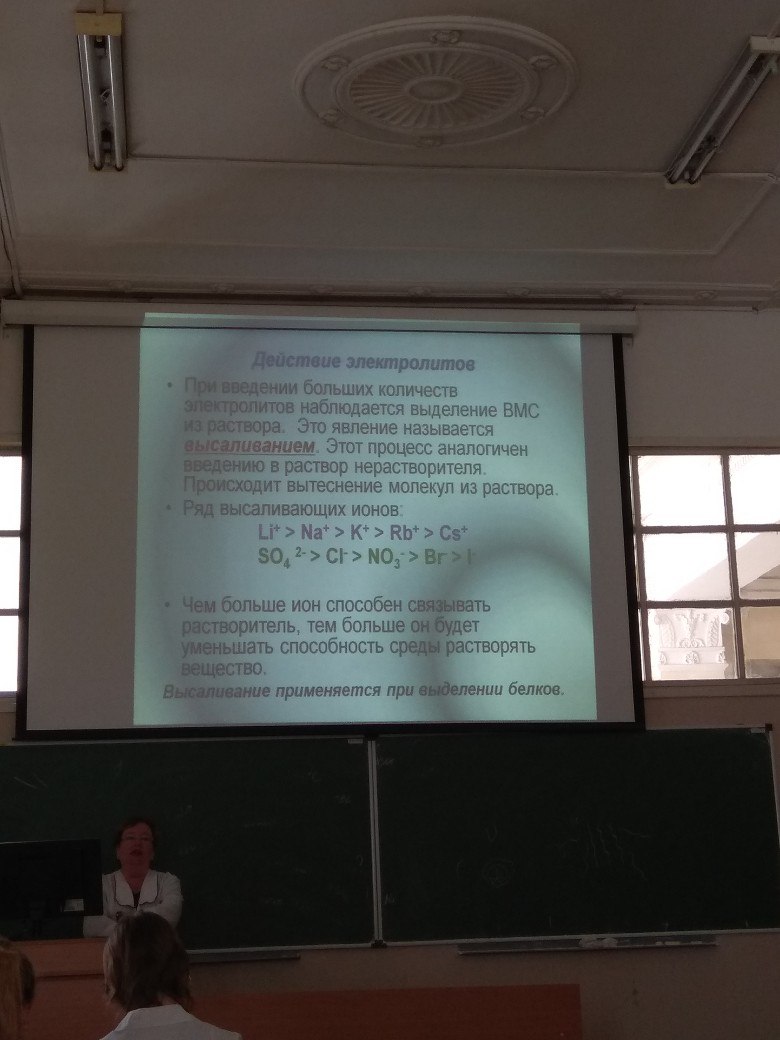 Действие электролитов
• При введении больших количеств
электролитов наблюдается выделение ВМС
из раствора. Это явление называется
высаливанием. Этот процесс аналогичен
введению в раствор нерастворителя.
Происходит вытеснение молекул из раствора.
• Ряд высаливающих ионов:
Li⁺ > Na⁺ > K⁺ > Rb⁺ > Cs⁺
SO₄ ²⁻ > Cl⁻ > NO₃⁻ > Br⁻ > I⁻
• Чем больше ион способен связывать
растворитель, тем больше он будет
уменьшать способность среды растворять
вещество.
Высаливание применяется при выделении белков.